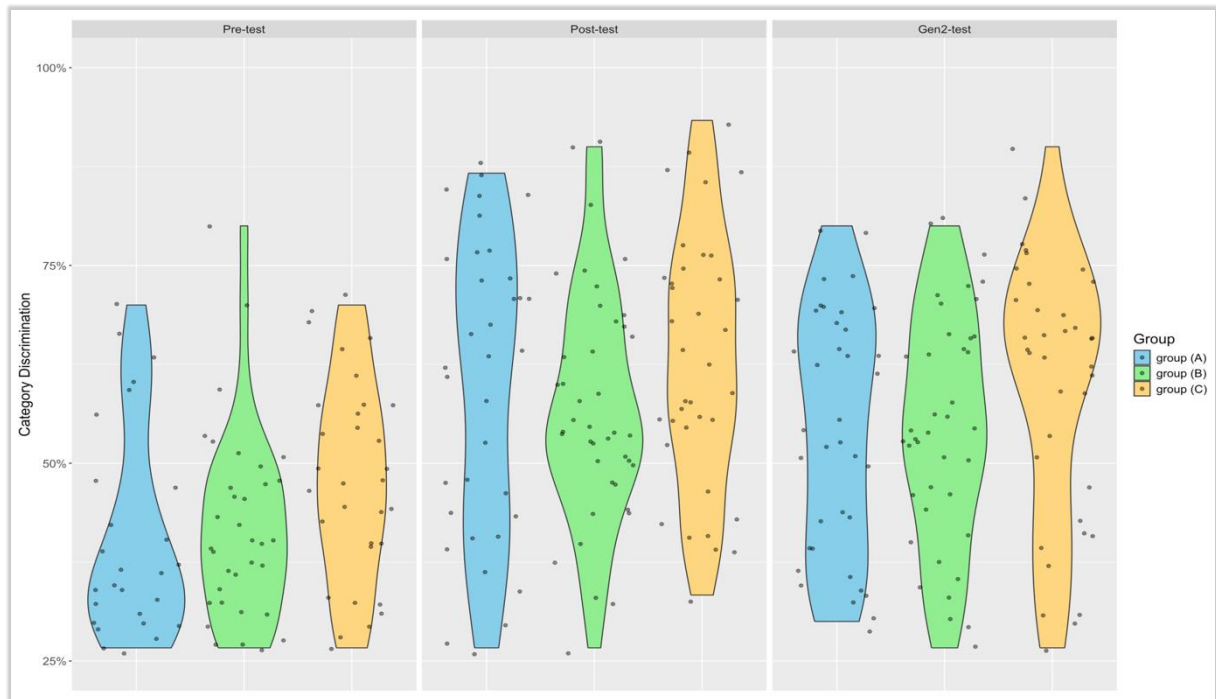 Pre-test
Post-test
Gen2-test
100%
75%
50%
25%
Category Discrimination
Group
group (A)
group (B)
group (C)